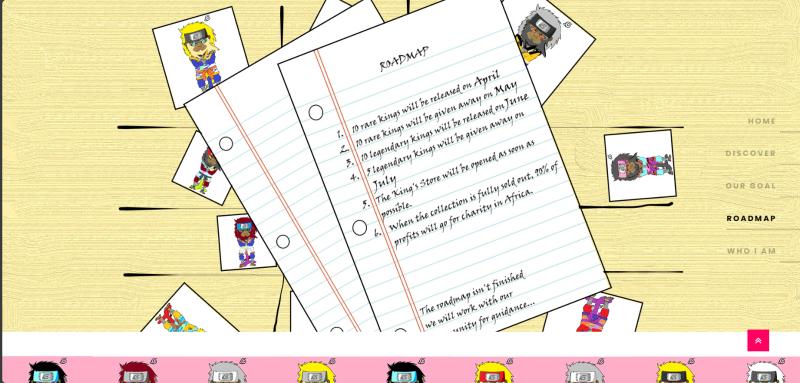 ROADMAP
1. 10 rare kings will be released on April
2. 10 rare kings will be given away on May
3. 10 legendary kings will be released on June
4. 5 legendary kings will be given away on
July
5. The King's Store will be opened as soon as
possible.
6. When the collection is fully sold out, 90% of
profits will go for charity in Africa.
The roadmap isn't finished
we will work with our
unity for guidance...
HOME
DISCOVER
OUR GOAL
ROADMAP
WHO I AM